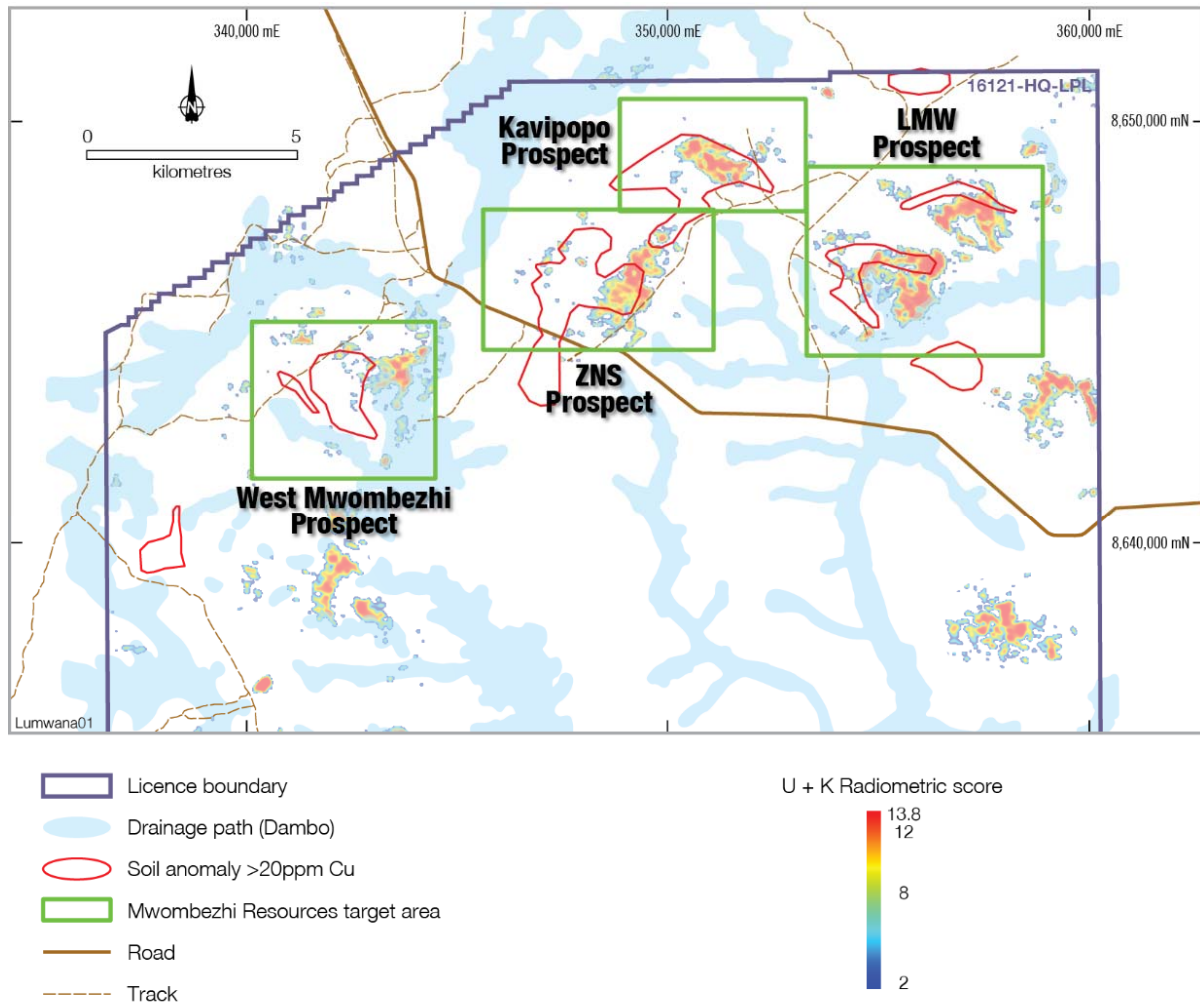 340,000 mE
350,000 mE
360,000 mE
16121-HQ-LPL
N
0
5
kilometres
Kavipopo
Prospect
LMW
Prospect
8,650,000 mN
ZNS
Prospect
West Mwombezhi
Prospect
8,640,000 mN
Lumwana01
Licence boundary
Drainage path (Dambo)
Soil anomaly >20ppm Cu
Mwombezhi Resources target area
Road
Track
U + K Radiometric score
13.8
12
8
2